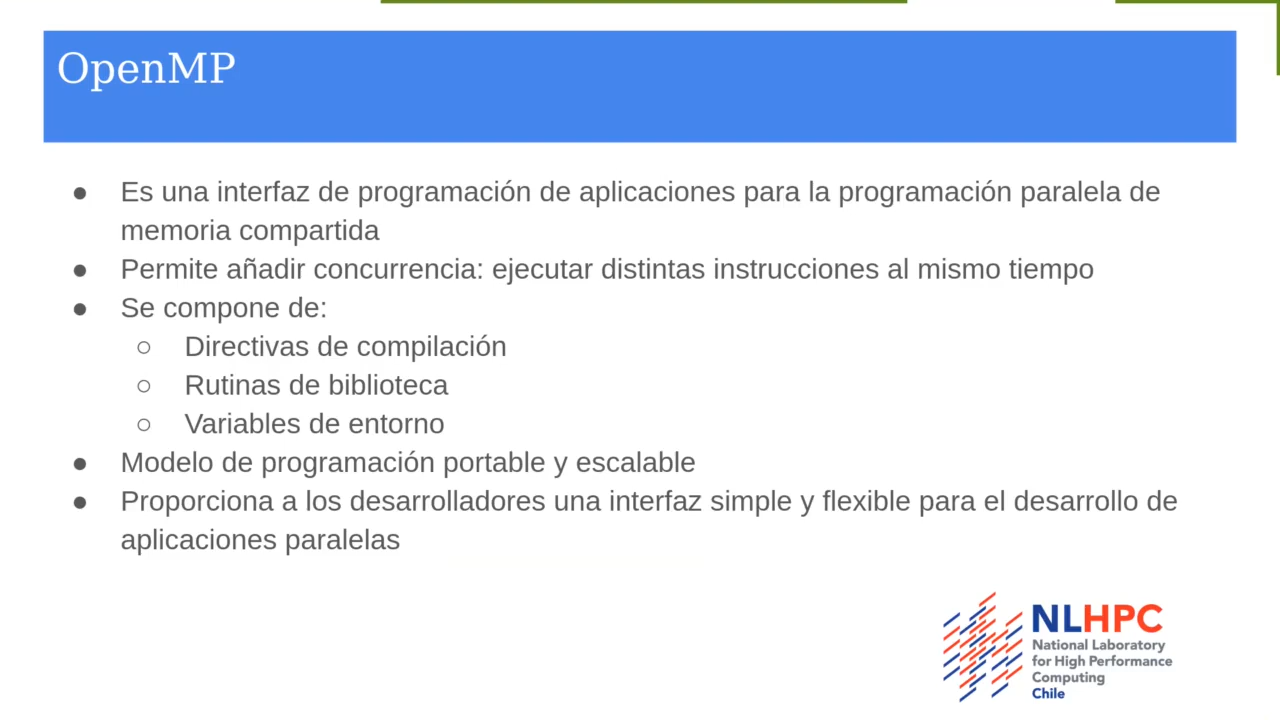 OpenMP
● Es una interfaz de programación de aplicaciones para la programación paralela de
memoria compartida
● Permite añadir concurrencia: ejecutar distintas instrucciones al mismo tiempo
● Se compone de:
○ Directivas de compilación
○ Rutinas de biblioteca
○ Variables de entorno
● Modelo de programación portable y escalable
● Proporciona a los desarrolladores una interfaz simple y flexible para el desarrollo de
aplicaciones paralelas
NLHPC
National Laboratory
for High Performance
Computing
Chile